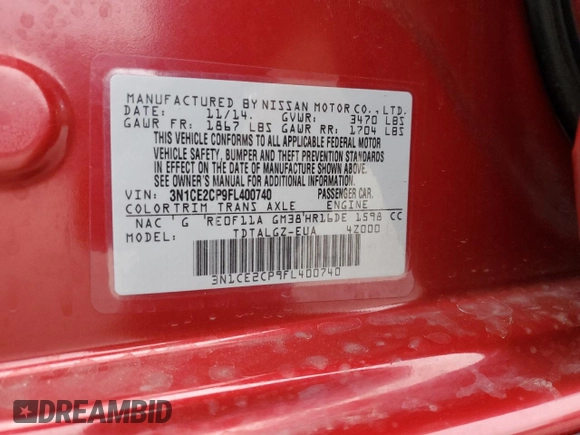 MANUFACTURED BY NISSAN MOTOR CO.,LTD.
DATE: 11/14. GVWR: 3470 LBS
GAWR FR: 1867 LBS GAWR RR: 1704 LBS
THIS VEHICLE CONFORMS TO ALL APPLICABLE FEDERAL MOTOR
VEHICLE SAFETY, BUMPER AND THEFT PREVENTION STANDARDS
IN EFFECT ON THE DATE OF MANUFACTURE SHOWN ABOVE.
SEE OWNER'S MANUAL FOR ADDITIONAL INFORMATION.
VIN: 3N1CE2CP9FL400740 PASSENGER CAR.
COLOR TRIM TRANS AXLE ENGINE
NAC G RE0F11A GM38 HR16DE 1598 CC
MODEL: TDTALGZ-EUA 4Z000
3N1CE2CP9FL400740
DREAMBID